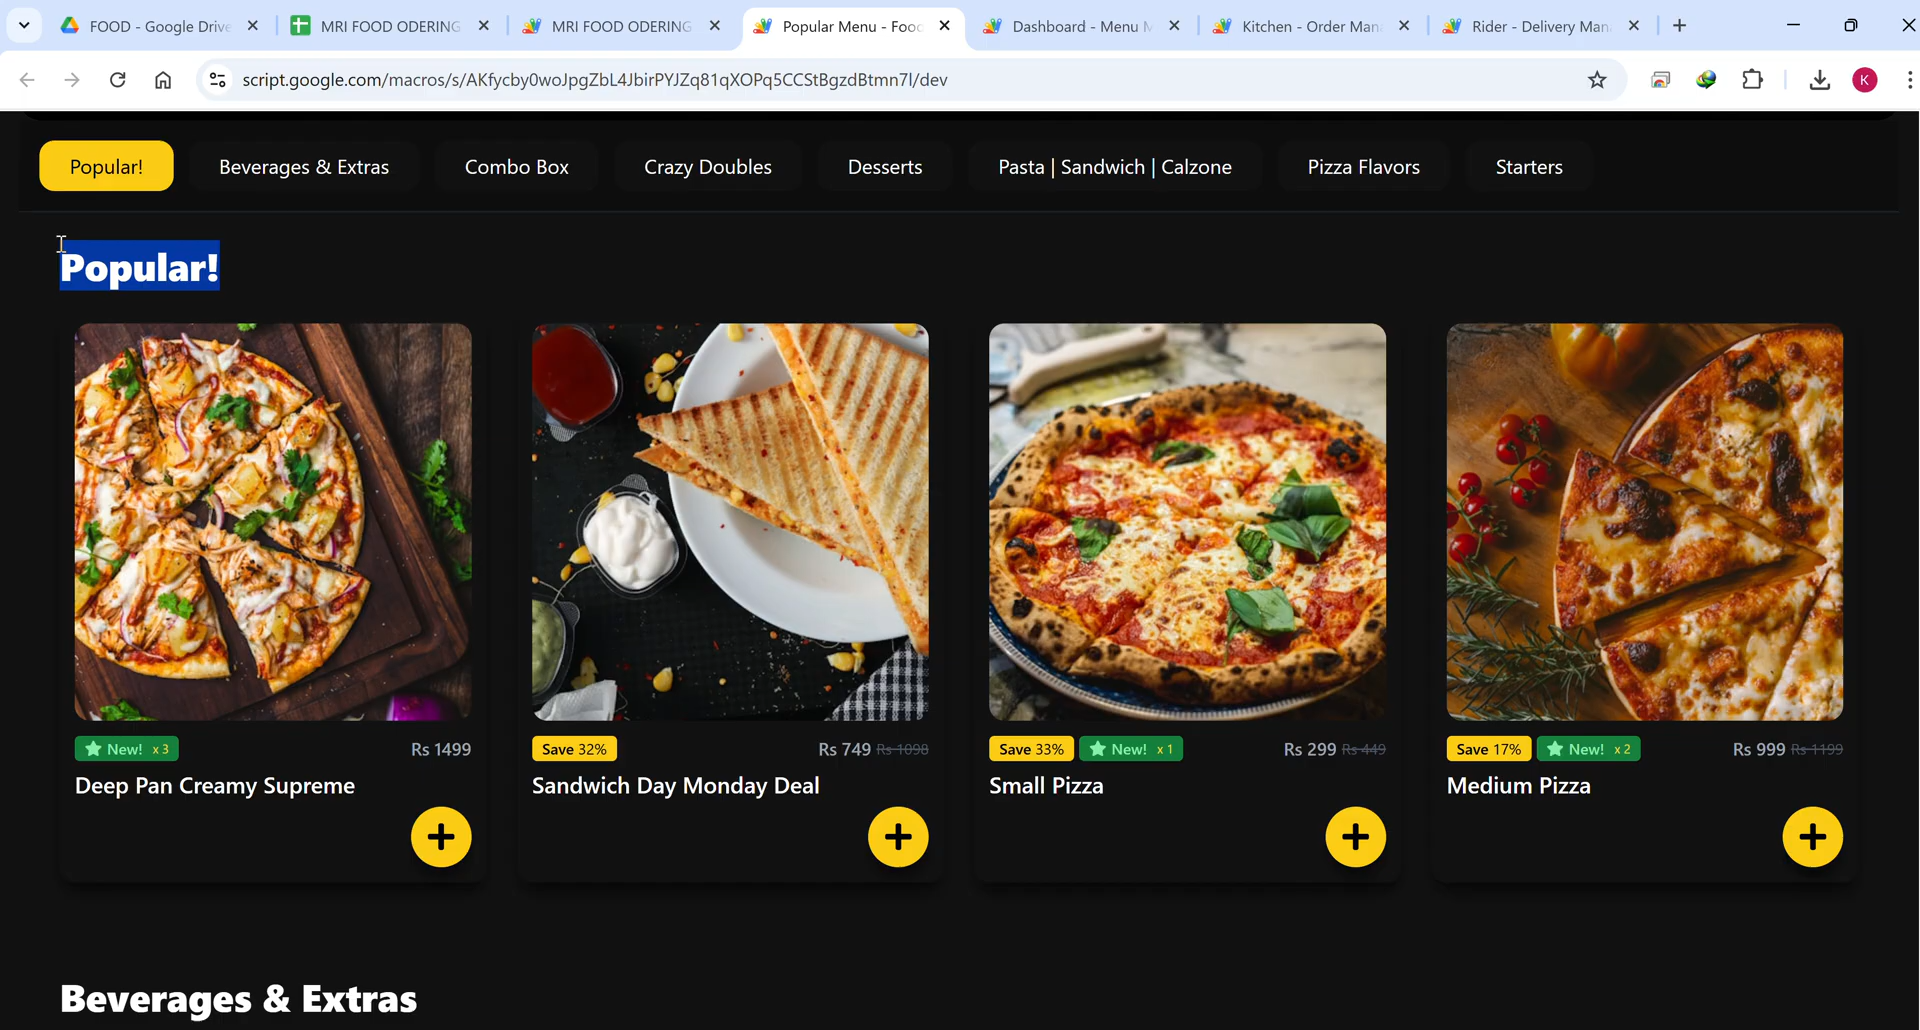 FOOD - Google Drive
MRI FOOD ODERING
MRI FOOD ODERING
Popular Menu - Food
Dashboard - Menu M
Kitchen - Order Man
Rider - Delivery Man
script.google.com/macros/s/AKfycby0woJpgZbL4JbirPYJZq81qXOPq5CCStBgzdBtmn7I/dev
K
Popular!
Beverages & Extras
Combo Box
Crazy Doubles
Desserts
Pasta | Sandwich | Calzone
Pizza Flavors
Starters
Popular!
New! x 3
Rs 1499
Deep Pan Creamy Supreme
Save 32%
Rs 749 Rs 1098
Sandwich Day Monday Deal
Save 33%
New! x 1
Rs 299 Rs 449
Small Pizza
Save 17%
New! x 2
Rs 999 Rs 1199
Medium Pizza
Beverages & Extras